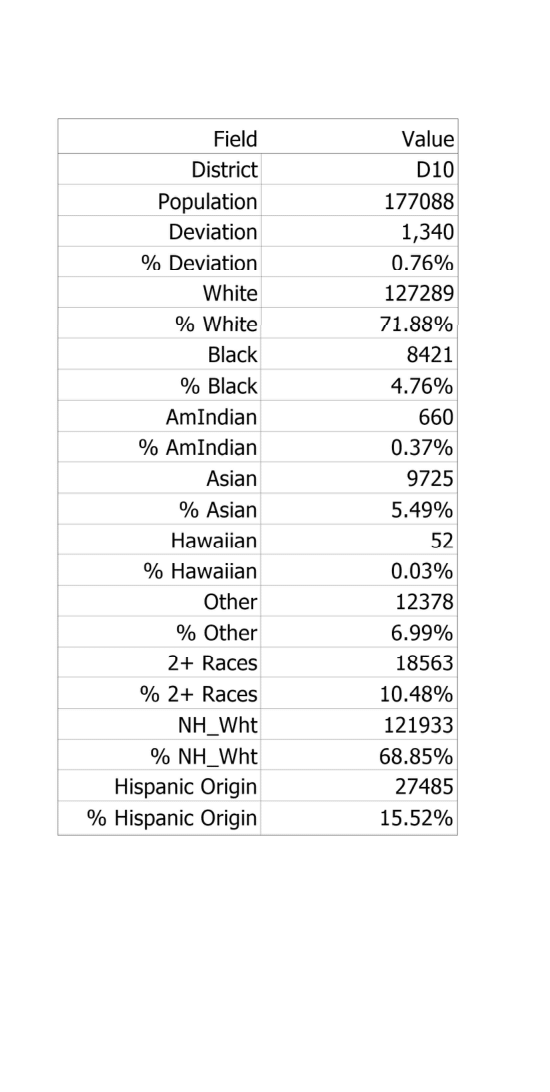 Field Value
District D10
Population 177088
Deviation 1,340
% Deviation 0.76%
White 127289
% White 71.88%
Black 8421
% Black 4.76%
AmIndian 660
% AmIndian 0.37%
Asian 9725
% Asian 5.49%
Hawaiian 52
% Hawaiian 0.03%
Other 12378
% Other 6.99%
2+ Races 18563
% 2+ Races 10.48%
NH_Wht 121933
% NH_Wht 68.85%
Hispanic Origin 27485
% Hispanic Origin 15.52%